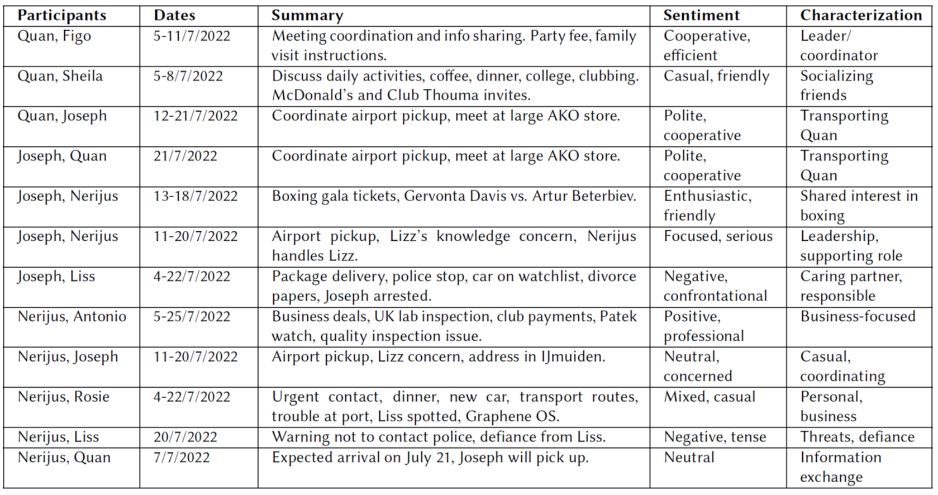 Participants Dates Summary Sentiment Characterization
Quan, Figo 5-11/7/2022 Meeting coordination and info sharing. Party fee, family Cooperative, Leader/
visit instructions. efficient coordinator
Quan, Sheila 5-8/7/2022 Discuss daily activities, coffee, dinner, college, clubbing. Casual, friendly Socializing
McDonald's and Club Thouma invites. friends
Quan, Joseph 12-21/7/2022 Coordinate airport pickup, meet at large AKO store. Polite, Transporting
cooperative Quan
Joseph, Quan 21/7/2022 Coordinate airport pickup, meet at large AKO store. Polite, Transporting
cooperative Quan
Joseph, Nerijus 13-18/7/2022 Boxing gala tickets, Gervonta Davis vs. Artur Beterbiev. Enthusiastic, Shared interest in
friendly boxing
Joseph, Nerijus 11-20/7/2022 Airport pickup, Lizz's knowledge concern, Nerijus Focused, serious Leadership,
handles Lizz. supporting role
Joseph, Liss 4-22/7/2022 Package delivery, police stop, car on watchlist, divorce Negative, Caring partner,
papers, Joseph arrested. confrontational responsible
Nerijus, Antonio 5-25/7/2022 Business deals, UK lab inspection, club payments, Patek Positive, Business-focused
watch, quality inspection issue. professional
Nerijus, Joseph 11-20/7/2022 Airport pickup, Lizz concern, address in IJmuiden. Neutral, Casual,
concerned coordinating
Nerijus, Rosie 4-22/7/2022 Urgent contact, dinner, new car, transport routes, Mixed, casual Personal,
trouble at port, Liss spotted, Graphene OS. business
Nerijus, Liss 20/7/2022 Warning not to contact police, defiance from Liss. Negative, tense Threats, defiance
Nerijus, Quan 7/7/2022 Expected arrival on July 21, Joseph will pick up. Neutral Information
exchange